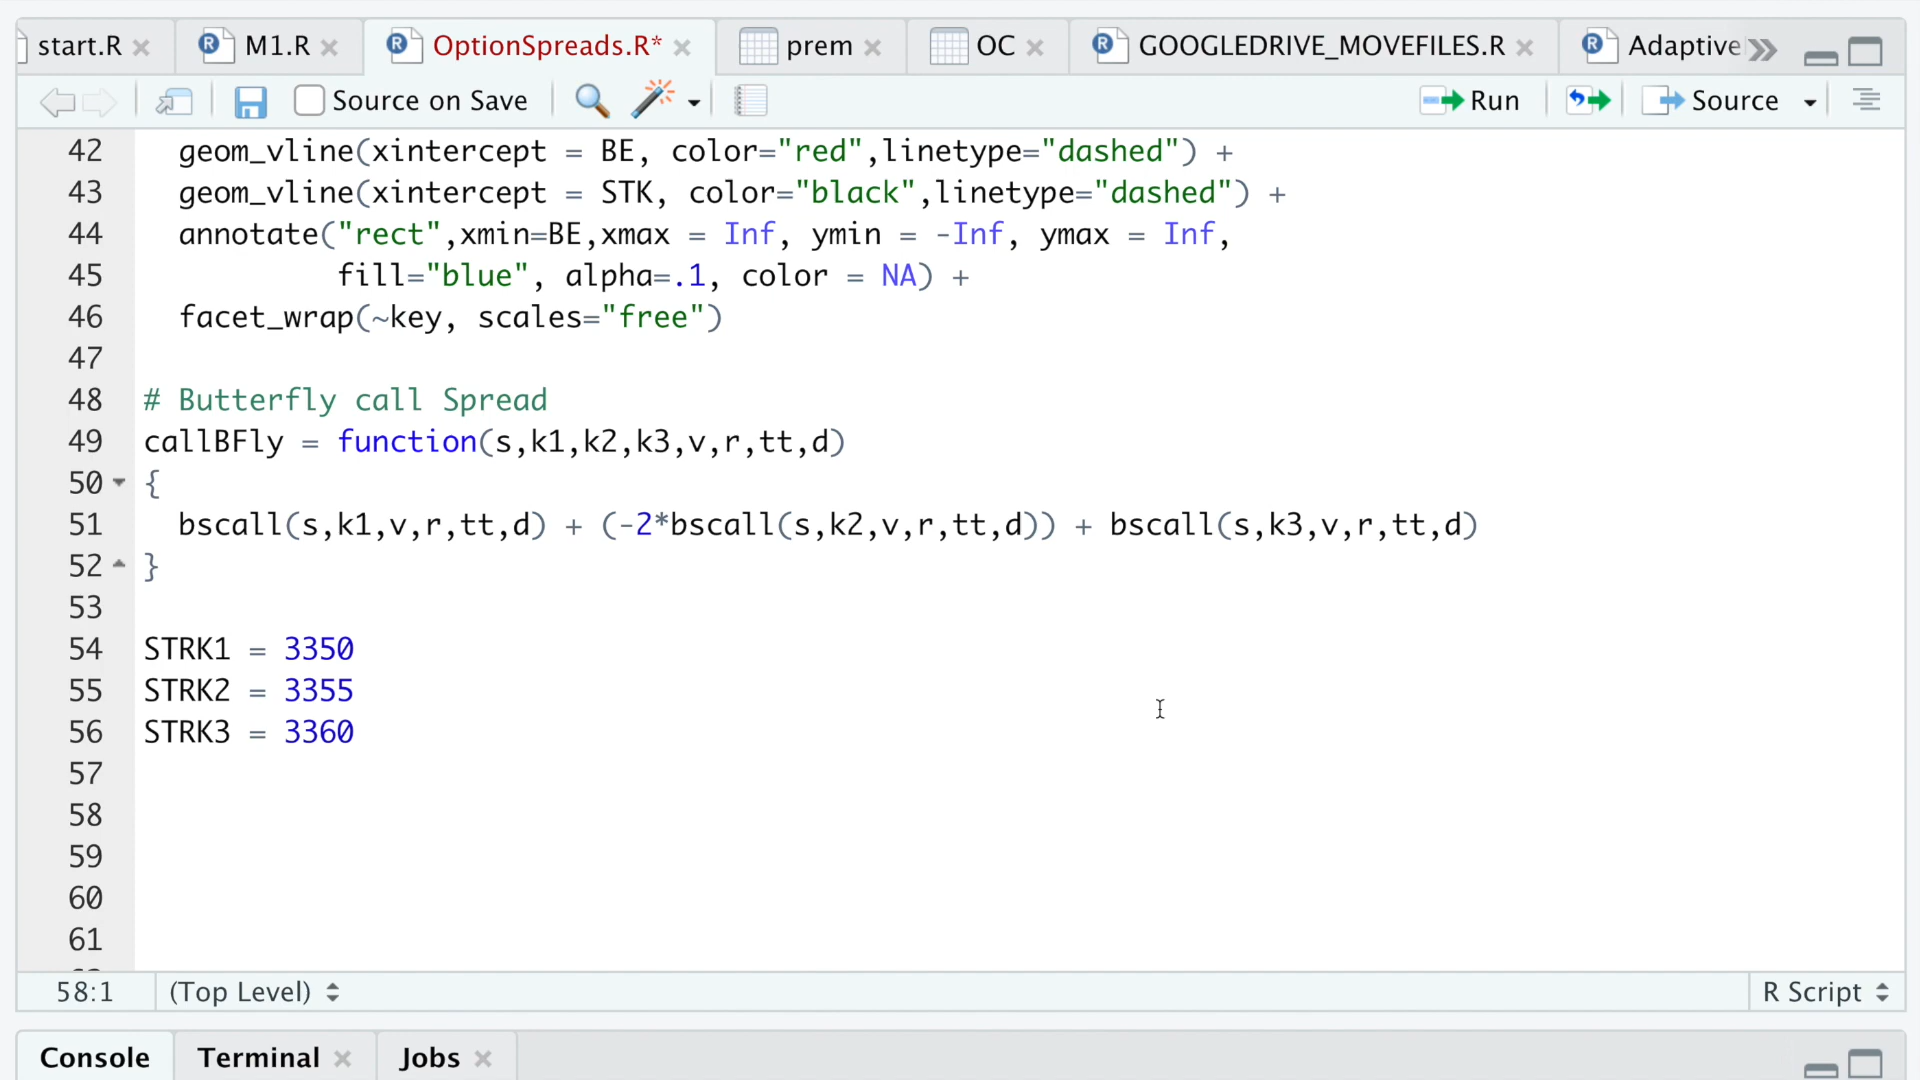 start.R
M1.R
OptionSpreads.R*
prem
OC
GOOGLEDRIVE_MOVEFILES.R
Adaptive
Source on Save
Run
Source
42 geom_vline(xintercept = BE, color="red",linetype="dashed") +
43 geom_vline(xintercept = STK, color="black",linetype="dashed") +
44 annotate("rect",xmin=BE,xmax = Inf, ymin = -Inf, ymax = Inf,
45 fill="blue", alpha=.1, color = NA) +
46 facet_wrap(~key, scales="free")
47
48 # Butterfly call Spread
49 callBFly = function(s,k1,k2,k3,v,r,tt,d)
50 {
51 bscall(s,k1,v,r,tt,d) + (-2*bscall(s,k2,v,r,tt,d)) + bscall(s,k3,v,r,tt,d)
52 }
53
54 STRK1 = 3350
55 STRK2 = 3355
56 STRK3 = 3360
57
58
59
60
61
58:1 (Top Level) R Script
Console Terminal Jobs